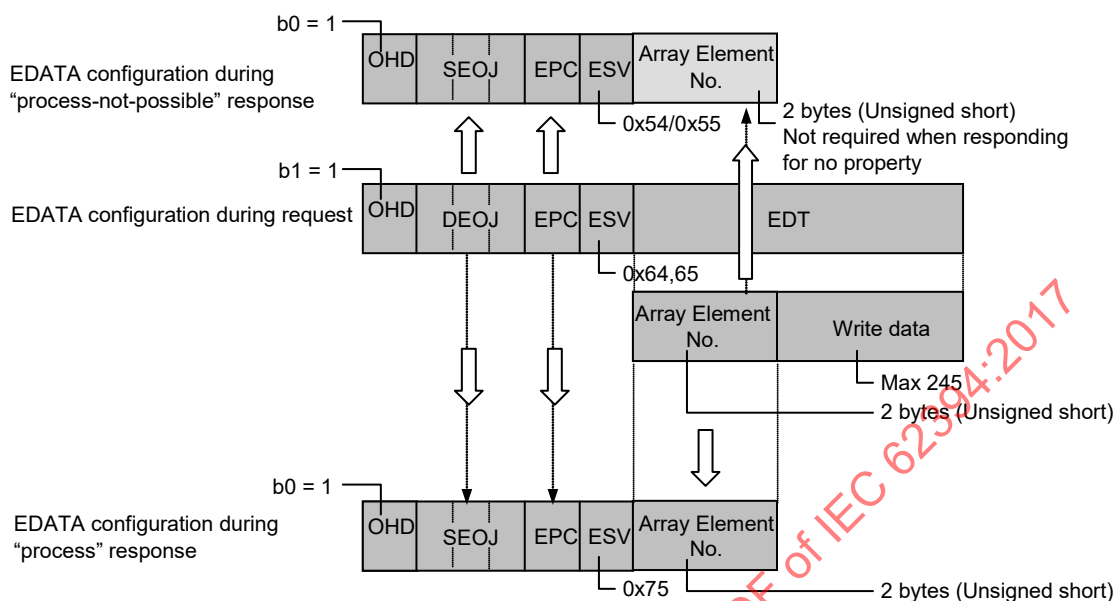 b0 = 1
OHD
SEOJ
EPC
ESV
Array Element
No.
EDATA configuration during
“process-not-possible” response
0x54/0x55
2 bytes (Unsigned short)
Not required when responding
for no property
b1 = 1
EDATA configuration during request
OHD
DEOJ
EPC
ESV
EDT
0x64,65
Array Element
No.
Write data
Max 245
2 bytes (Unsigned short)
b0 = 1
EDATA configuration during
“process” response
OHD
SEOJ
EPC
ESV
Array Element
No.
0x75
2 bytes (Unsigned short)
of IEC 62394:2017